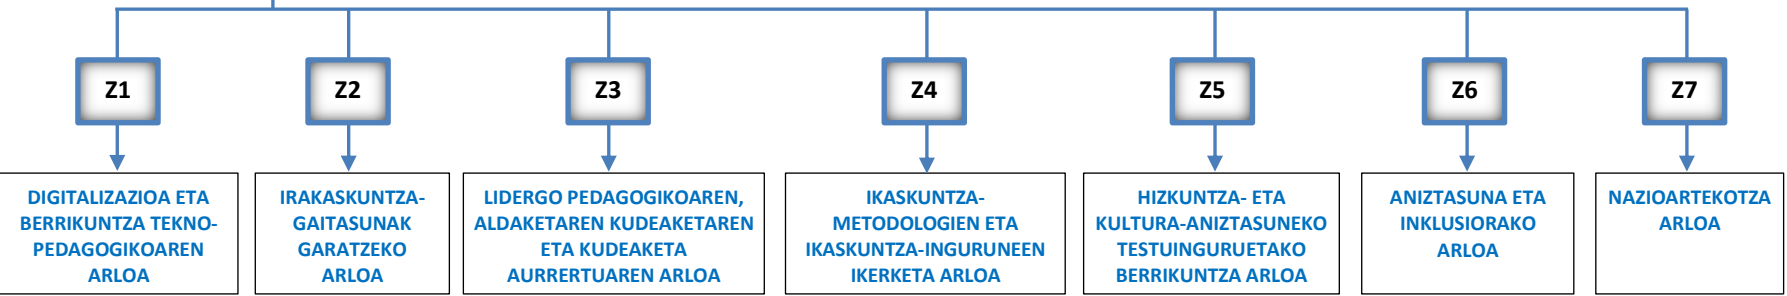 Z1
Z2
Z3
Z4
Z5
Z6
Z7
DIGITALIZAZIOA ETA
BERRIKUNTZA TEKNO-
PEDAGOGIKOAREN
ARLOA
IRAKASKUNTZA-
GAITASUNAK
GARATZEKO
ARLOA
LIDERGO PEDAGOGIKOAREN,
ALDAKETAREN KUDEAKETAREN
ETA KUDEAKETA
AURRERTUAREN ARLOA
IKASKUNTZA-
METODOLOGIEN ETA
IKASKUNTZA-INGURUNEEN
IKERKETA ARLOA
HIZKUNTZA- ETA
KULTURA-ANIZTASUNEKO
TESTUINGURUETAKO
BERRIKUNTZA ARLOA
ANIZTASUNA ETA
INKLUSIORAKO
ARLOA
NAZIOARTEKOTZA
ARLOA